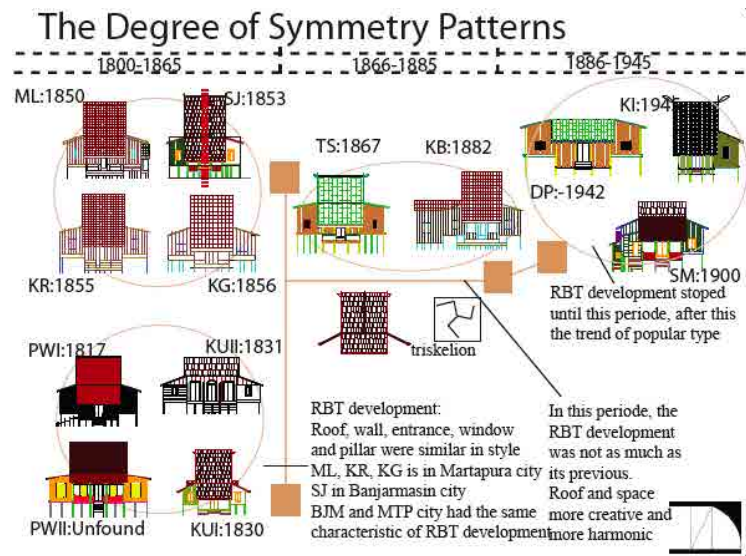 The Degree of Symmetry Patterns
1800-1865
1866-1885
1886-1945
ML:1850
SJ:1853
KR:1855
KG:1856
TS:1867
KB:1882
DP:-1942
SM:1900
RBT development stoped
until this periode, after this
the trend of popular type
triskelion
PWI:1817
KUII:1831
PWII:Unfound
KUI:1830
RBT development:
Roof, wall, entrance, window
and pillar were similar in style
ML, KR, KG is in Martapura city
SJ in Banjarmasin city
BJM and MTP city had the same
characteristic of RBT development
In this periode, the
RBT development
was not as much as
its previous.
Roof and space
more creative and
more harmonic